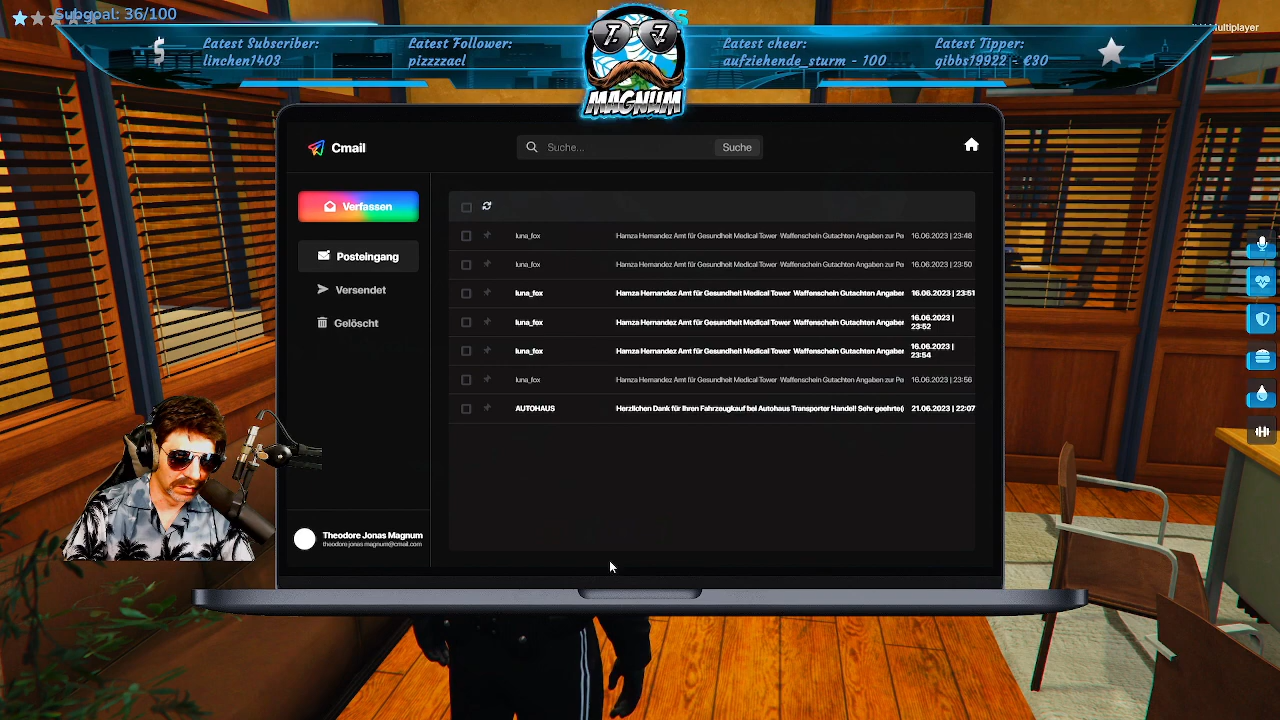 Subgoal: 36/100
Multiplayer
Latest Subscriber:
linchen1403
Latest Follower:
pizzzzacl
Latest cheer:
aufziehende_sturm - 100
Latest Tipper:
gibbs19922 - €30
T. J.
MAGNUM
Cmail
Suche...
Suche
Verfassen
Posteingang
Versendet
Gelöscht
luna_fox Hamza Hernandez Amt für Gesundheit Medical Tower Waffenschein Gutachten Angaben zur Pe 16.06.2023 | 23:48
luna_fox Hamza Hernandez Amt für Gesundheit Medical Tower Waffenschein Gutachten Angaben zur Pe 16.06.2023 | 23:50
luna_fox Hamza Hernandez Amt für Gesundheit Medical Tower Waffenschein Gutachten Angaber 16.06.2023 | 23:51
luna_fox Hamza Hernandez Amt für Gesundheit Medical Tower Waffenschein Gutachten Angaber 16.06.2023 |
23:52
luna_fox Hamza Hernandez Amt für Gesundheit Medical Tower Waffenschein Gutachten Angaber 16.06.2023 |
23:54
luna_fox Hamza Hernandez Amt für Gesundheit Medical Tower Waffenschein Gutachten Angaben zur Pe 16.06.2023 | 23:56
AUTOHAUS Herzlichen Dank für Ihren Fahrzeugkauf bei Autohaus Transporter Handel! Sehr geehrte( 21.06.2023 | 22:07
Theodore Jonas Magnum
theodore.jonas.magnum@cmail.com